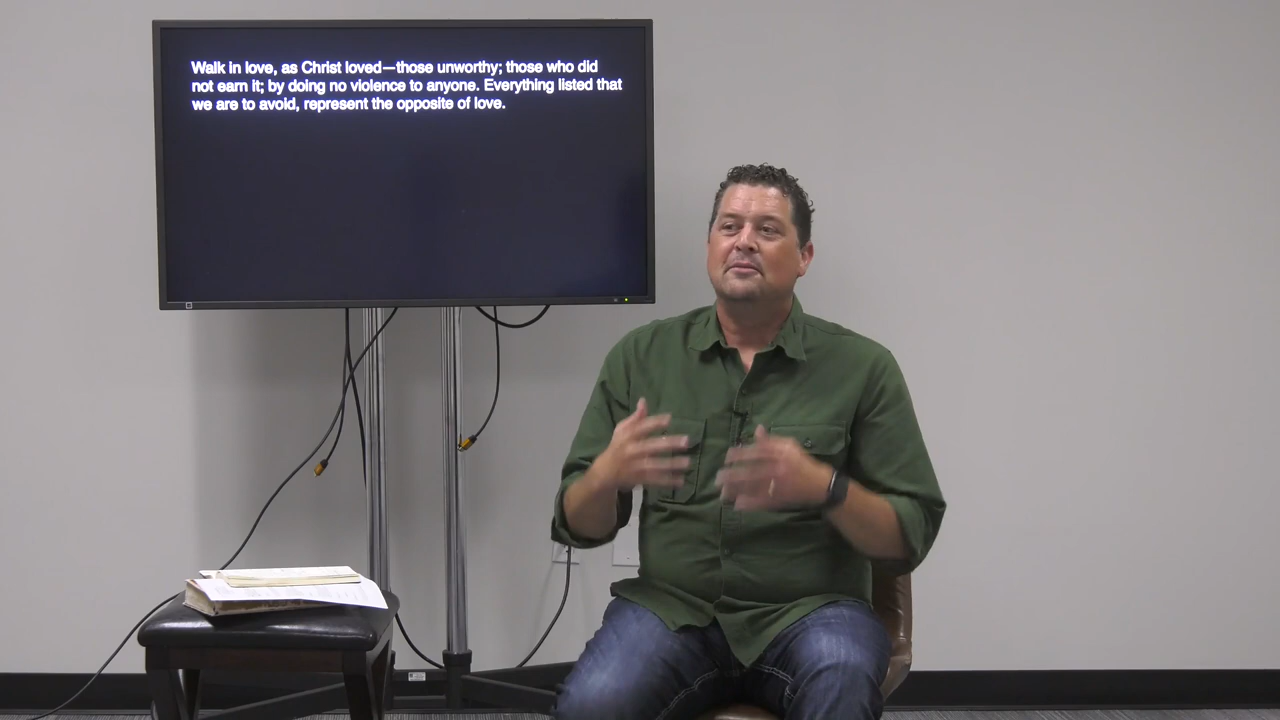 Walk in love, as Christ loved—those unworthy; those who did
not earn it; by doing no violence to anyone. Everything listed that
we are to avoid, represent the opposite of love.